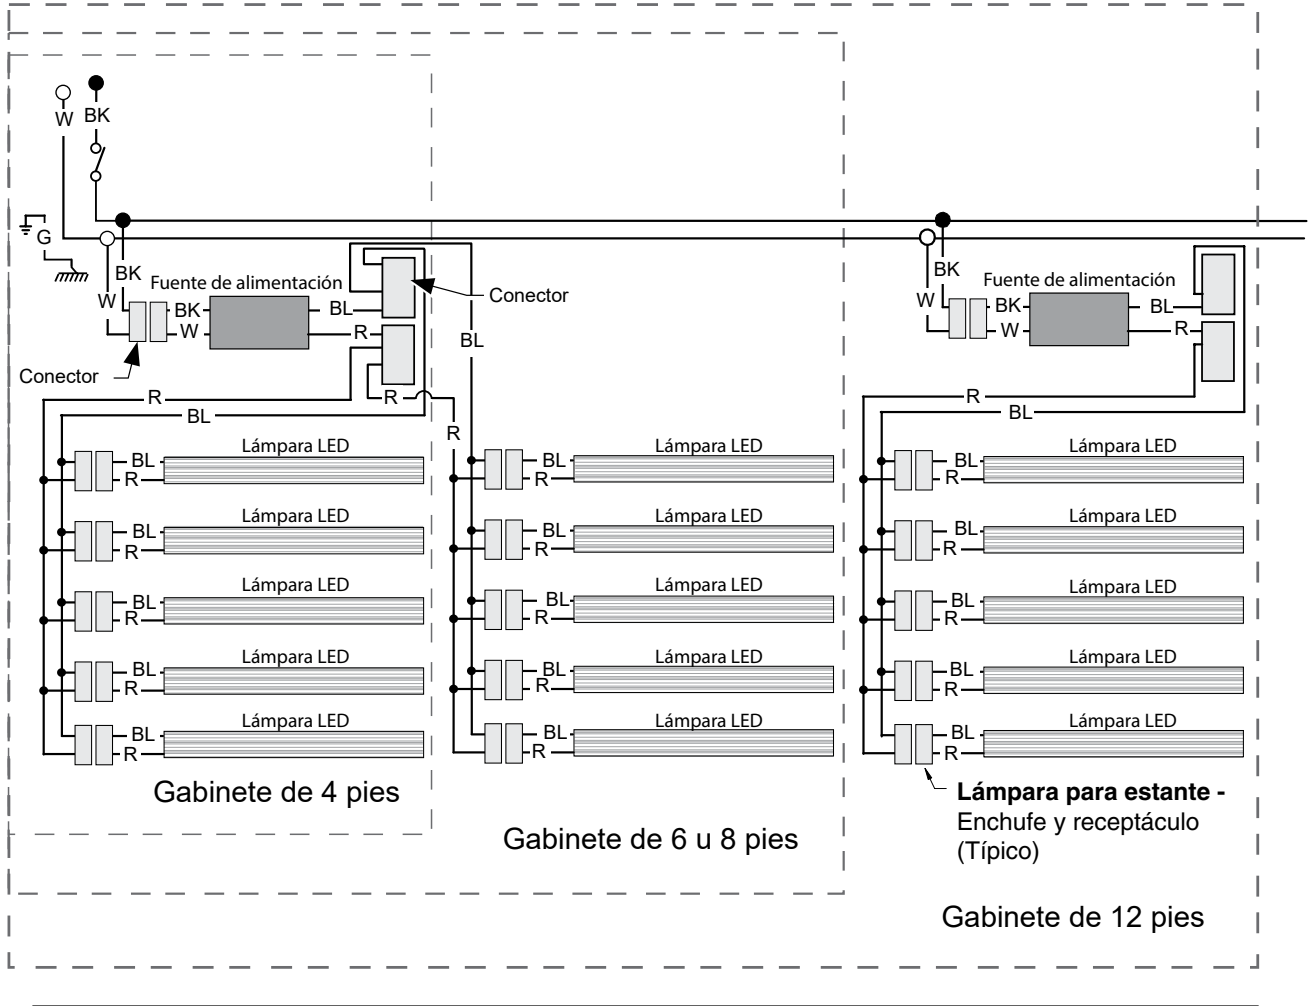 W
BK
G
BK
W
Fuente de alimentación
BK
W
BL
R
Conector
BL
Conector
R
BL
R
R
BK
W
Fuente de alimentación
BK
W
BL
R
R
BL
Lámpara LED
BL
R
Lámpara LED
BL
R
Lámpara LED
BL
R
Lámpara LED
BL
R
Lámpara LED
BL
R
Lámpara LED
BL
R
Lámpara LED
BL
R
Lámpara LED
BL
R
Lámpara LED
BL
R
Lámpara LED
BL
R
Lámpara LED
BL
R
Lámpara LED
BL
R
Lámpara LED
BL
R
Lámpara LED
BL
R
Lámpara LED
BL
R
Gabinete de 4 pies
Gabinete de 6 u 8 pies
Lámpara para estante -
Enchufe y receptáculo
(Típico)
Gabinete de 12 pies